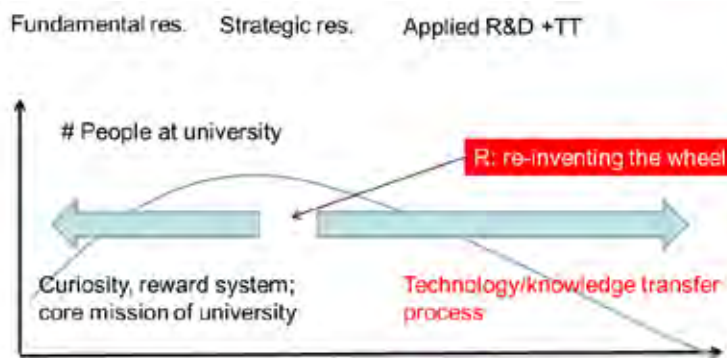 Fundamental res. Strategic res. Applied R&D +TT
# People at university
R: re-inventing the wheel
Curiosity, reward system;
core mission of university
Technology/knowledge transfer
process